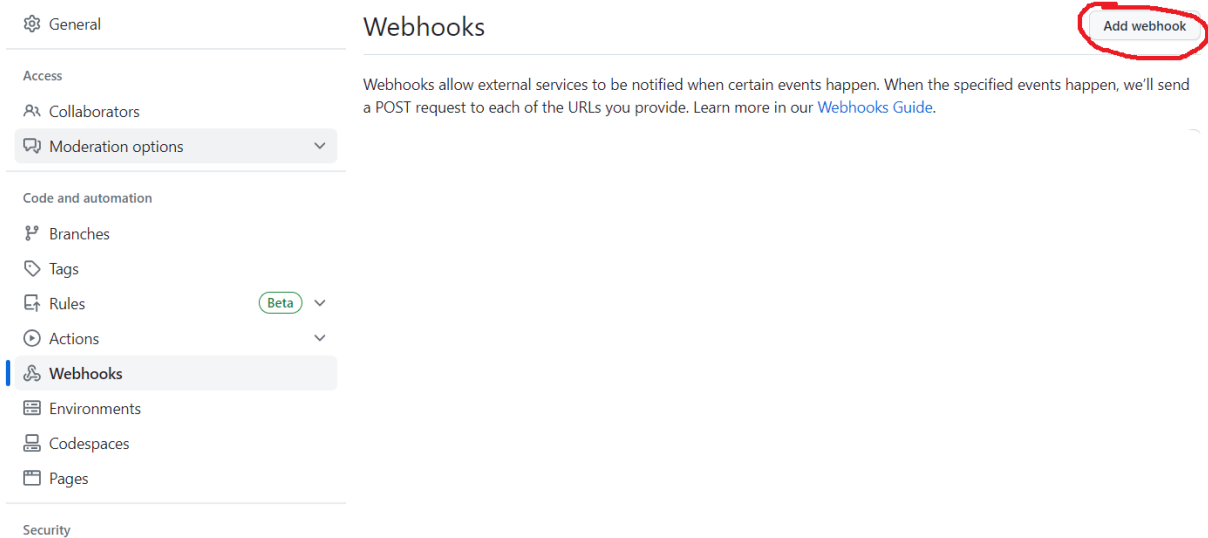 General
Access
Collaborators
Moderation options
Code and automation
Branches
Tags
Rules Beta
Actions
Webhooks
Environments
Codespaces
Pages
Security
Webhooks
Add webhook
Webhooks allow external services to be notified when certain events happen. When the specified events happen, we’ll send
a POST request to each of the URLs you provide. Learn more in our Webhooks Guide.